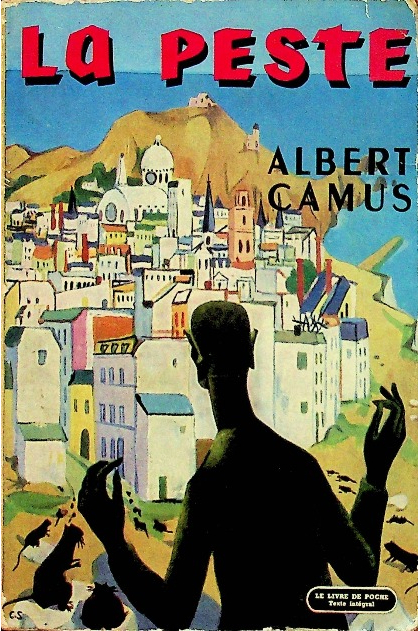 La PESTE
ALBERT
CAMUS
LE LIVRE DE POCHE
Texte intégral
C.S